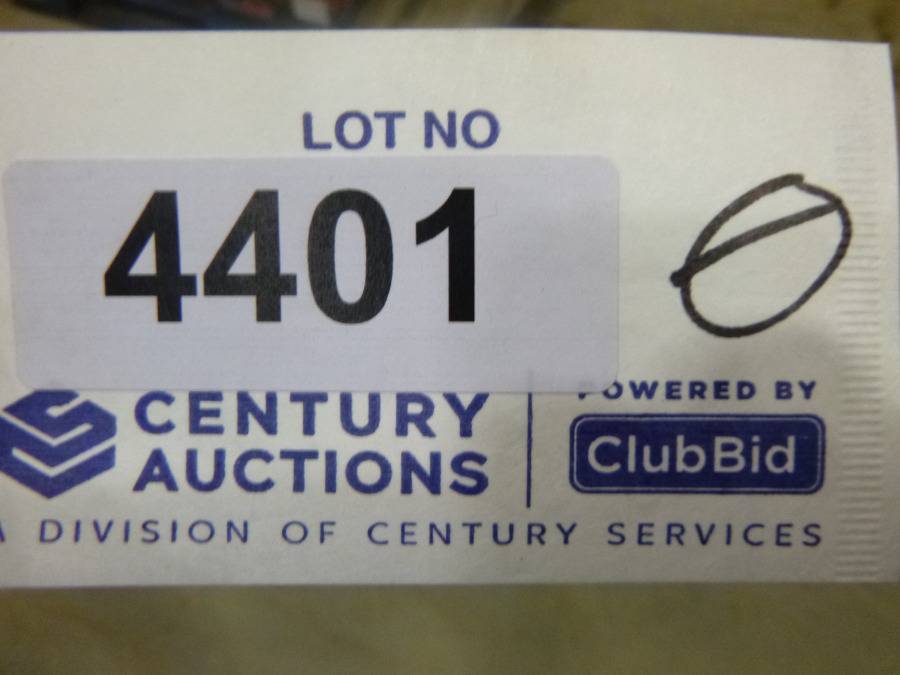 LOT NO
4401
CENTURY
AUCTIONS
POWERED BY
ClubBid
A DIVISION OF CENTURY SERVICES